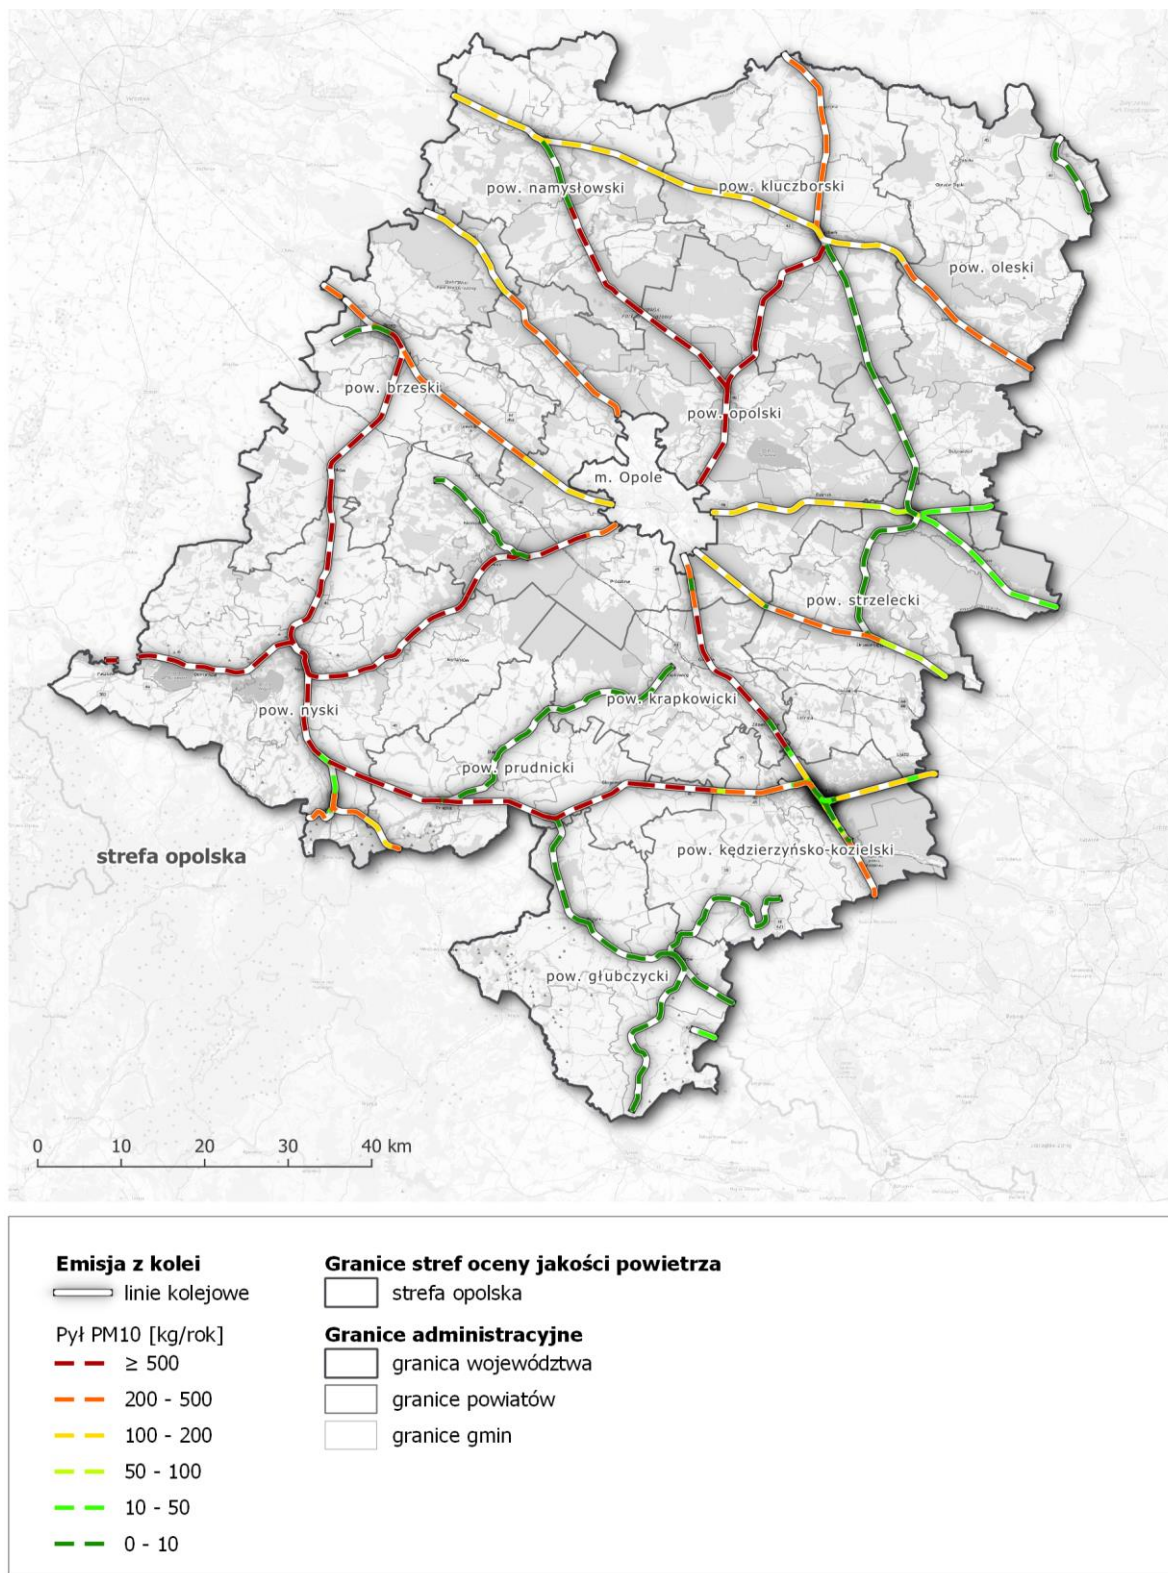 pow. namysłowski
pow. kluczborski
pow. oleski
pow. brzeski
pow. opolski
m. Opole
pow. strzelecki
pow. nyski
pow. krapkowicki
pow. prudnicki
strefa opolska
pow. kędzierzyńsko-kozielski
pow. głubczycki
0 10 20 30 40 km
Emisja z kolei
linie kolejowe
Pył PM10 [kg/rok]
≥ 500
200 - 500
100 - 200
50 - 100
10 - 50
0 - 10
Granice stref oceny jakości powietrza
strefa opolska
Granice administracyjne
granica województwa
granice powiatów
granice gmin